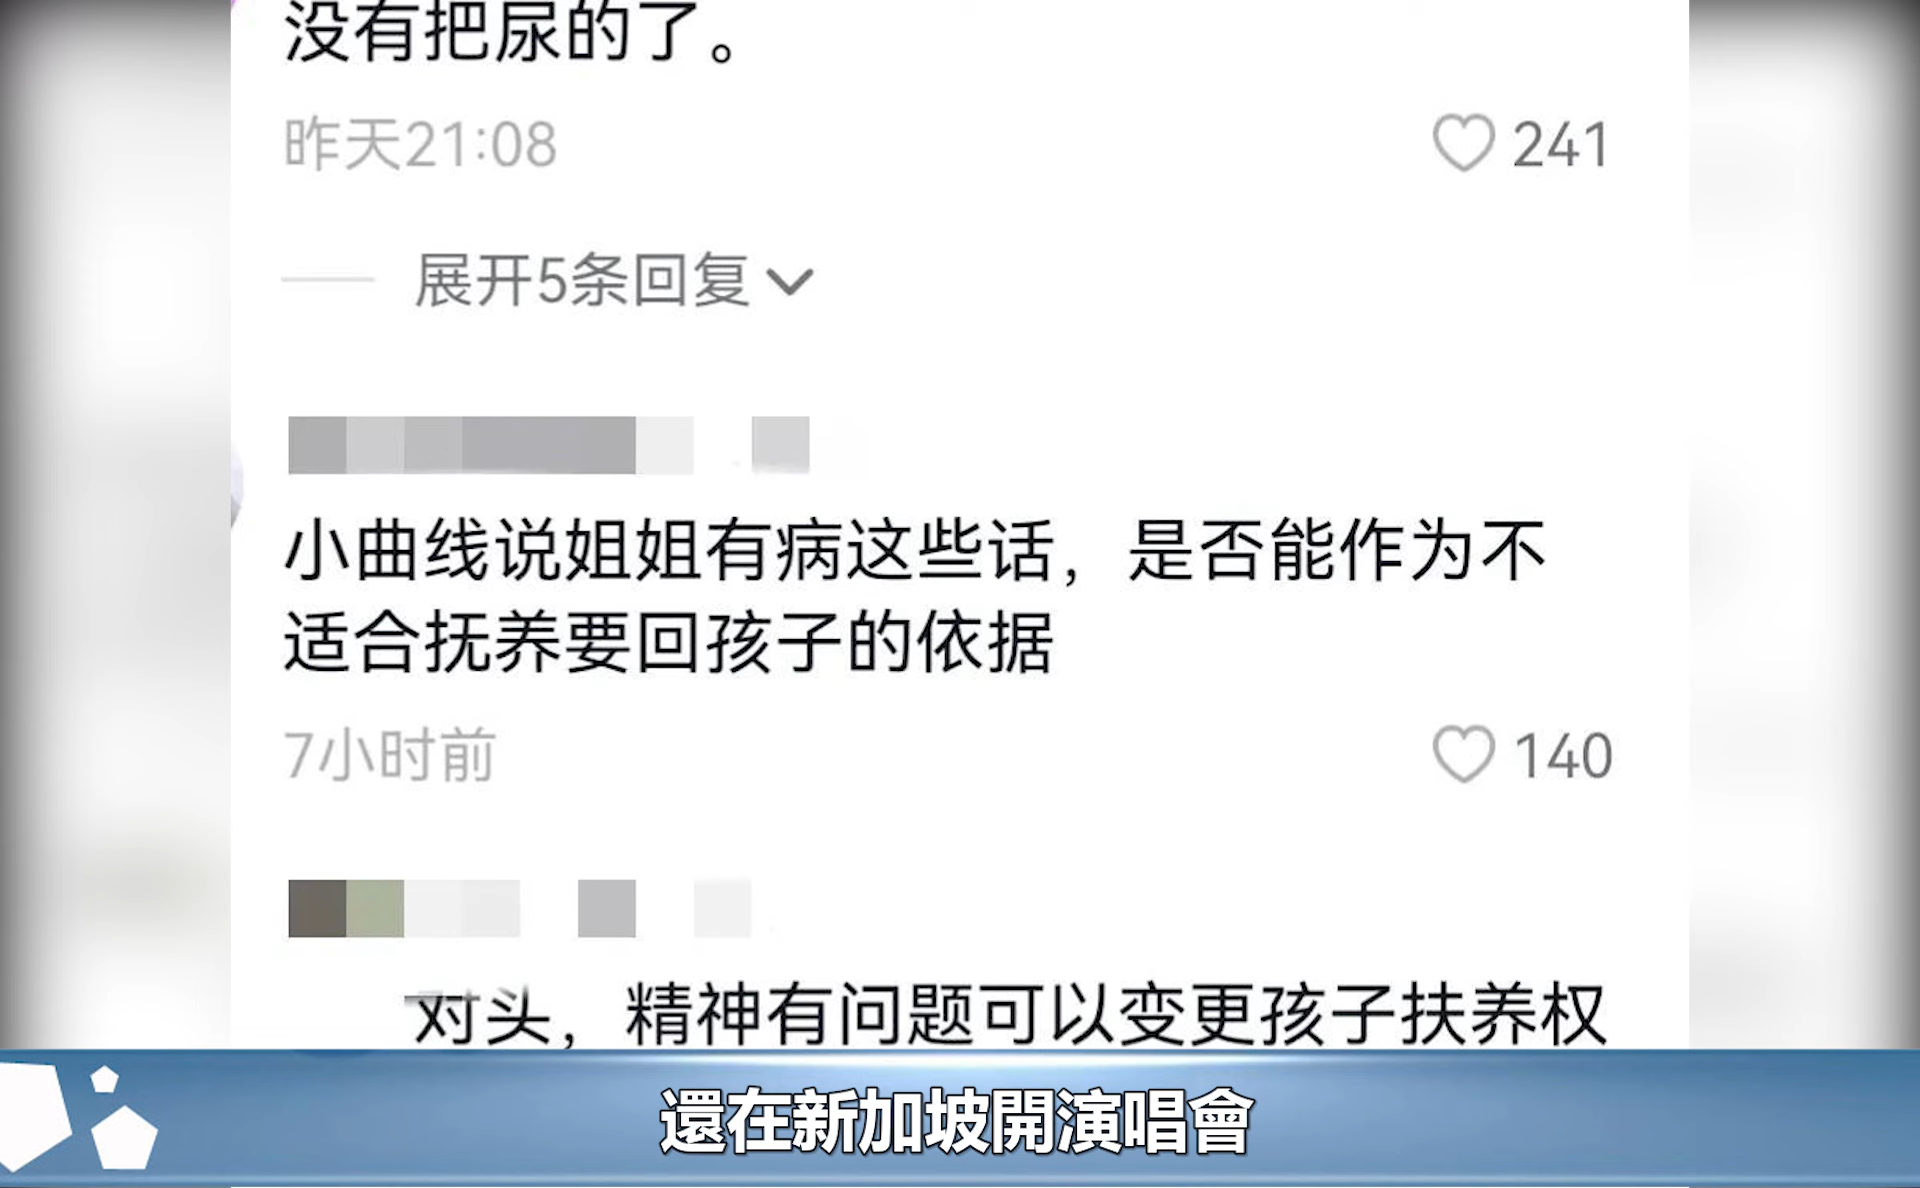 没有把尿的了。
昨天21:08
241
展开5条回复
小曲线说姐姐有病这些话，是否能作为不
适合抚养要回孩子的依据
7小时前
140
对头，精神有问题可以变更孩子扶养权
還在新加坡開演唱會